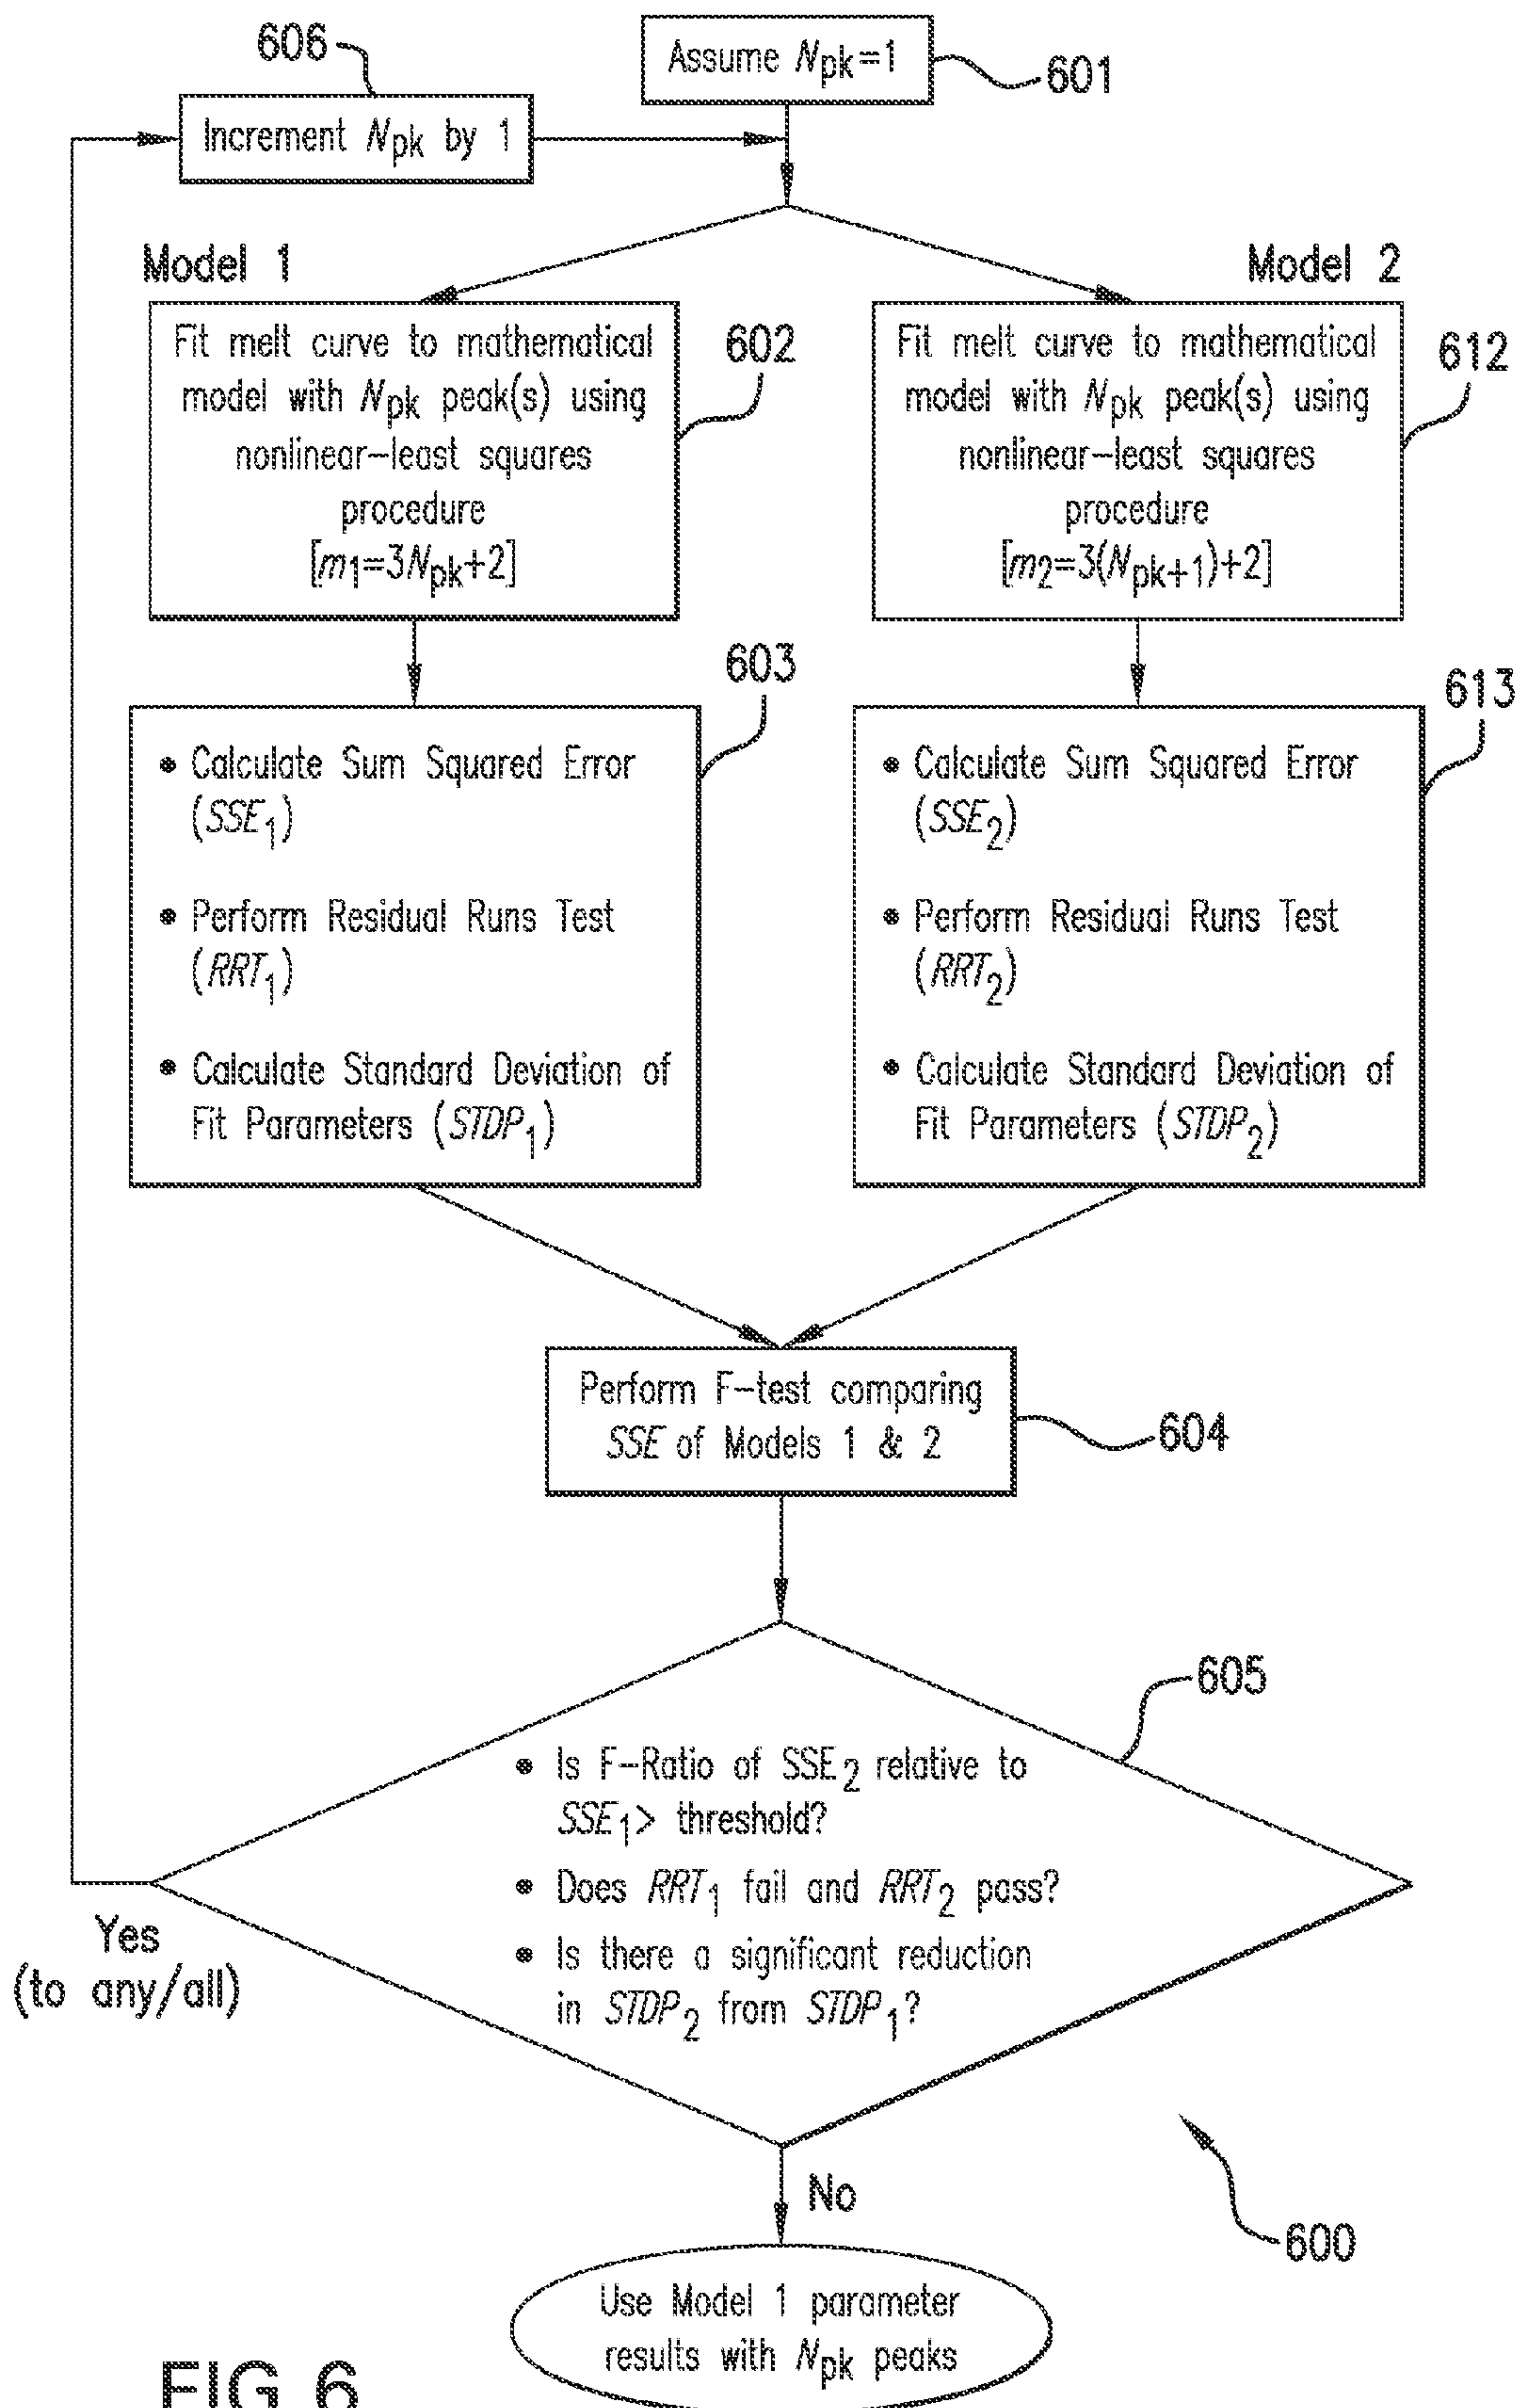 606
Assume Npk=1
601
Increment Npk by 1
Model 1
Model 2
Fit melt curve to mathematical
model with Npk peak(s) using
nonlinear-least squares
procedure
[m1=3Npk+2]
602
Fit melt curve to mathematical
model with Npk peak(s) using
nonlinear-least squares
procedure
[m2=3(Npk+1)+2]
612
603
• Calculate Sum Squared Error
(SSE1)
• Perform Residual Runs Test
(RRT1)
• Calculate Standard Deviation of
Fit Parameters (STDP1)
613
• Calculate Sum Squared Error
(SSE2)
• Perform Residual Runs Test
(RRT2)
• Calculate Standard Deviation of
Fit Parameters (STDP2)
Perform F-test comparing
SSE of Models 1 & 2
604
605
• Is F-Ratio of SSE2 relative to
SSE1> threshold?
• Does RRT1 fail and RRT2 pass?
• Is there a significant reduction
in STDP2 from STDP1?
Yes
(to any/all)
No
600
Use Model 1 parameter
results with Npk peaks
FIG 6